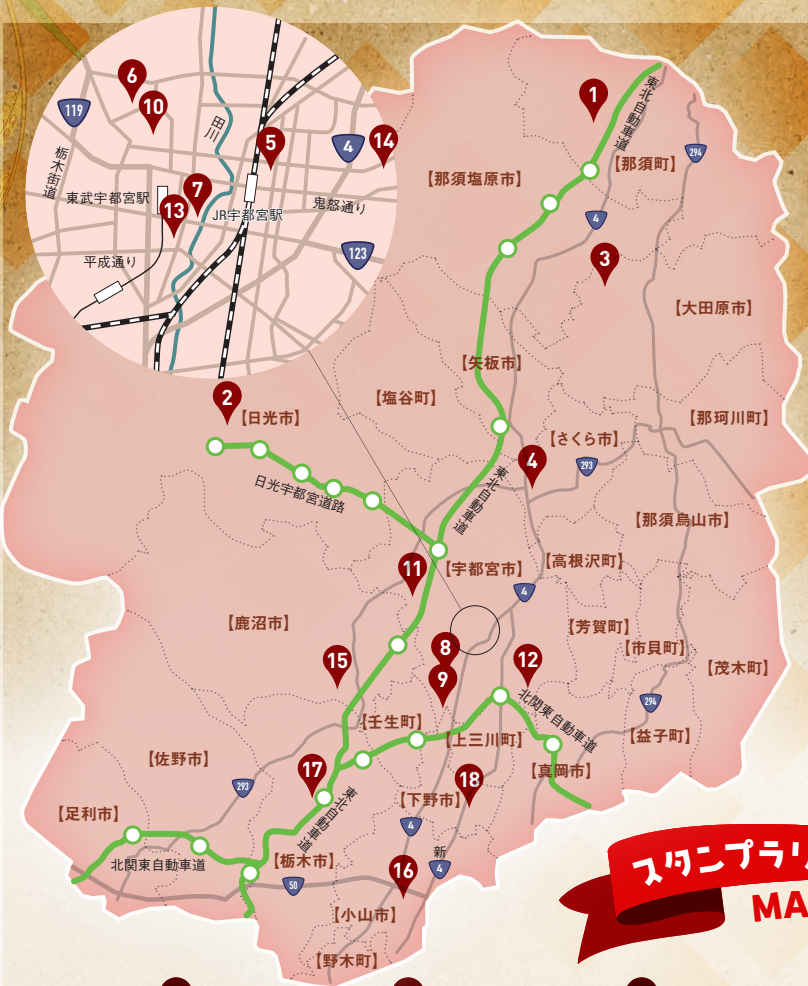 6
10
119
栃木街道
東武宇都宮駅
7
13
田川
5
4
14
JR宇都宮駅
鬼怒通り
123
平成通り
1
東北自動車道
【那須町】
294
【那須塩原市】
4
3
【大田原市】
【矢板市】
【塩谷町】
【那珂川町】
2
【日光市】
【さくら市】
4
293
日光宇都宮道路
東北自動車道
【那須烏山市】
11
【宇都宮市】
【高根沢町】
4
【鹿沼市】
【芳賀町】
【市貝町】
8
12
【茂木町】
15
9
北関東自動車道
294
【壬生町】
【上三川町】
【益子町】
【佐野市】
【真岡市】
17
18
293
【下野市】
【足利市】
東北自動車道
4
北関東自動車道
【栃木市】
新
4
50
16
【小山市】
【野木町】
スタンプラリ
MA